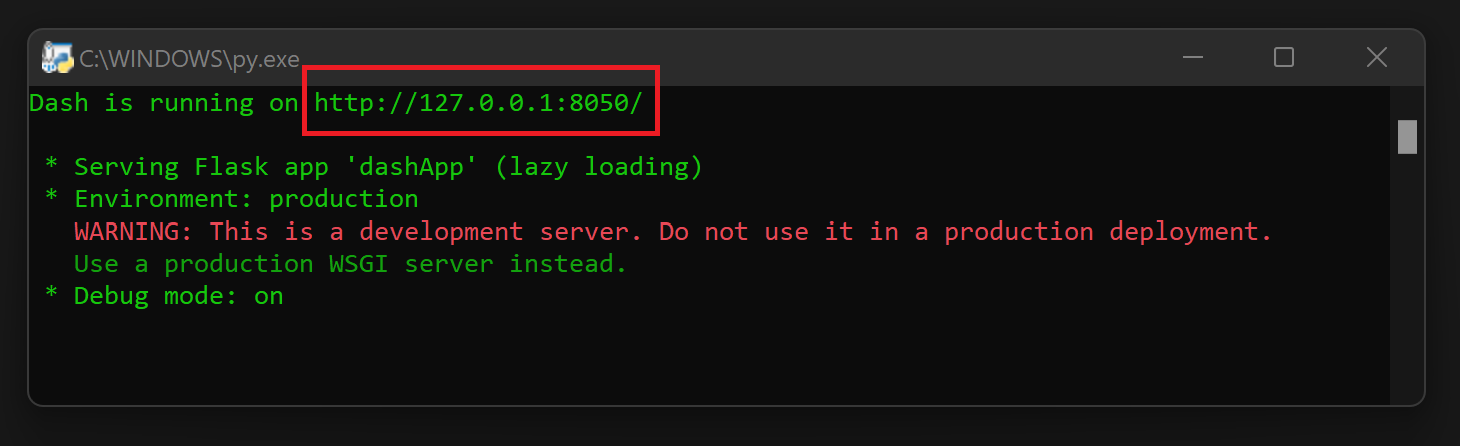 C:\WINDOWS\py.exe
Dash is running on http://127.0.0.1:8050/
* Serving Flask app 'dashApp' (lazy loading)
* Environment: production
WARNING: This is a development server. Do not use it in a production deployment.
Use a production WSGI server instead.
* Debug mode: on